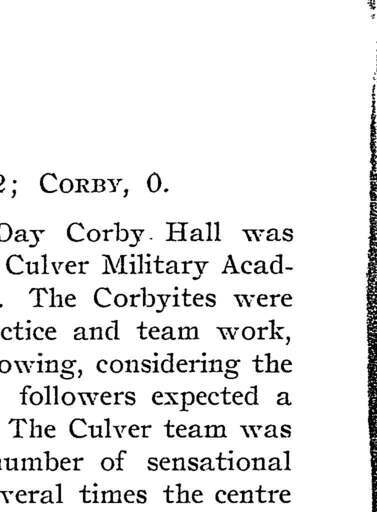 2; CORBY, 0.
Day Corby Hall was
Culver Military Acad-
. The Corbyites were
ctice and team work,
owing, considering the
followers expected a
The Culver team was
number of sensational
veral times the centre